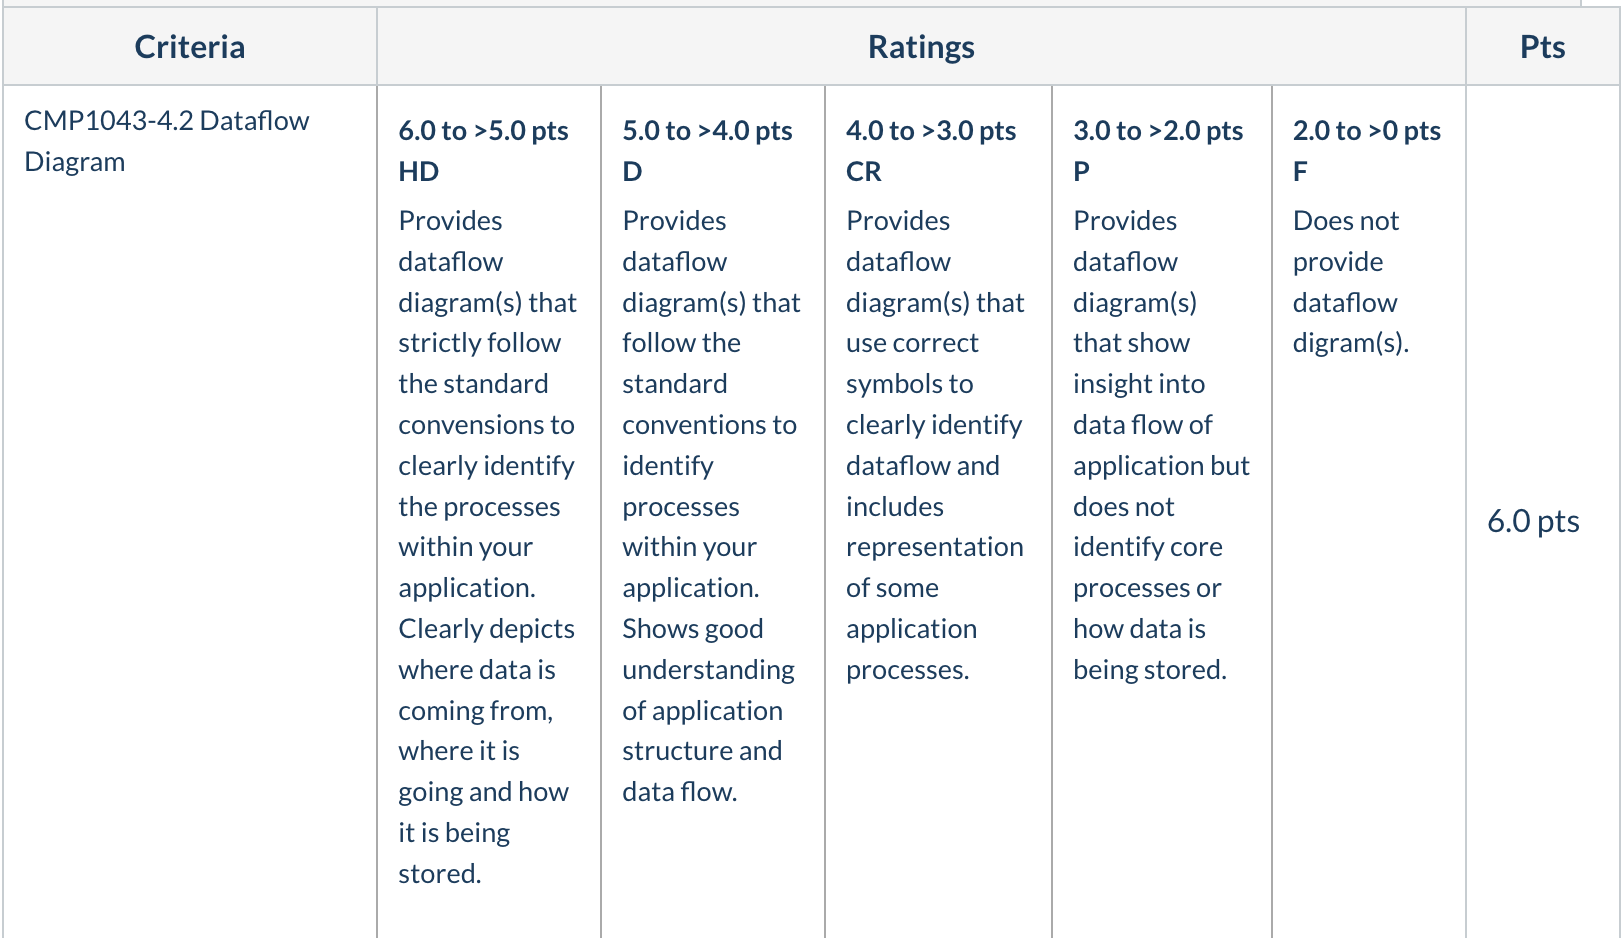 Criteria
Ratings
Pts
CMP1043-4.2 Dataflow
Diagram
6.0 to >5.0 pts
HD
Provides
dataflow
diagram(s) that
strictly follow
the standard
convensions to
clearly identify
the processes
within your
application.
Clearly depicts
where data is
coming from,
where it is
going and how
it is being
stored.
5.0 to >4.0 pts
D
Provides
dataflow
diagram(s) that
follow the
standard
conventions to
identify
processes
within your
application.
Shows good
understanding
of application
structure and
data flow.
4.0 to >3.0 pts
CR
Provides
dataflow
diagram(s) that
use correct
symbols to
clearly identify
dataflow and
includes
representation
of some
application
processes.
3.0 to >2.0 pts
P
Provides
dataflow
diagram(s)
that show
insight into
data flow of
application but
does not
identify core
processes or
how data is
being stored.
2.0 to >0 pts
F
Does not
provide
dataflow
digram(s).
6.0 pts